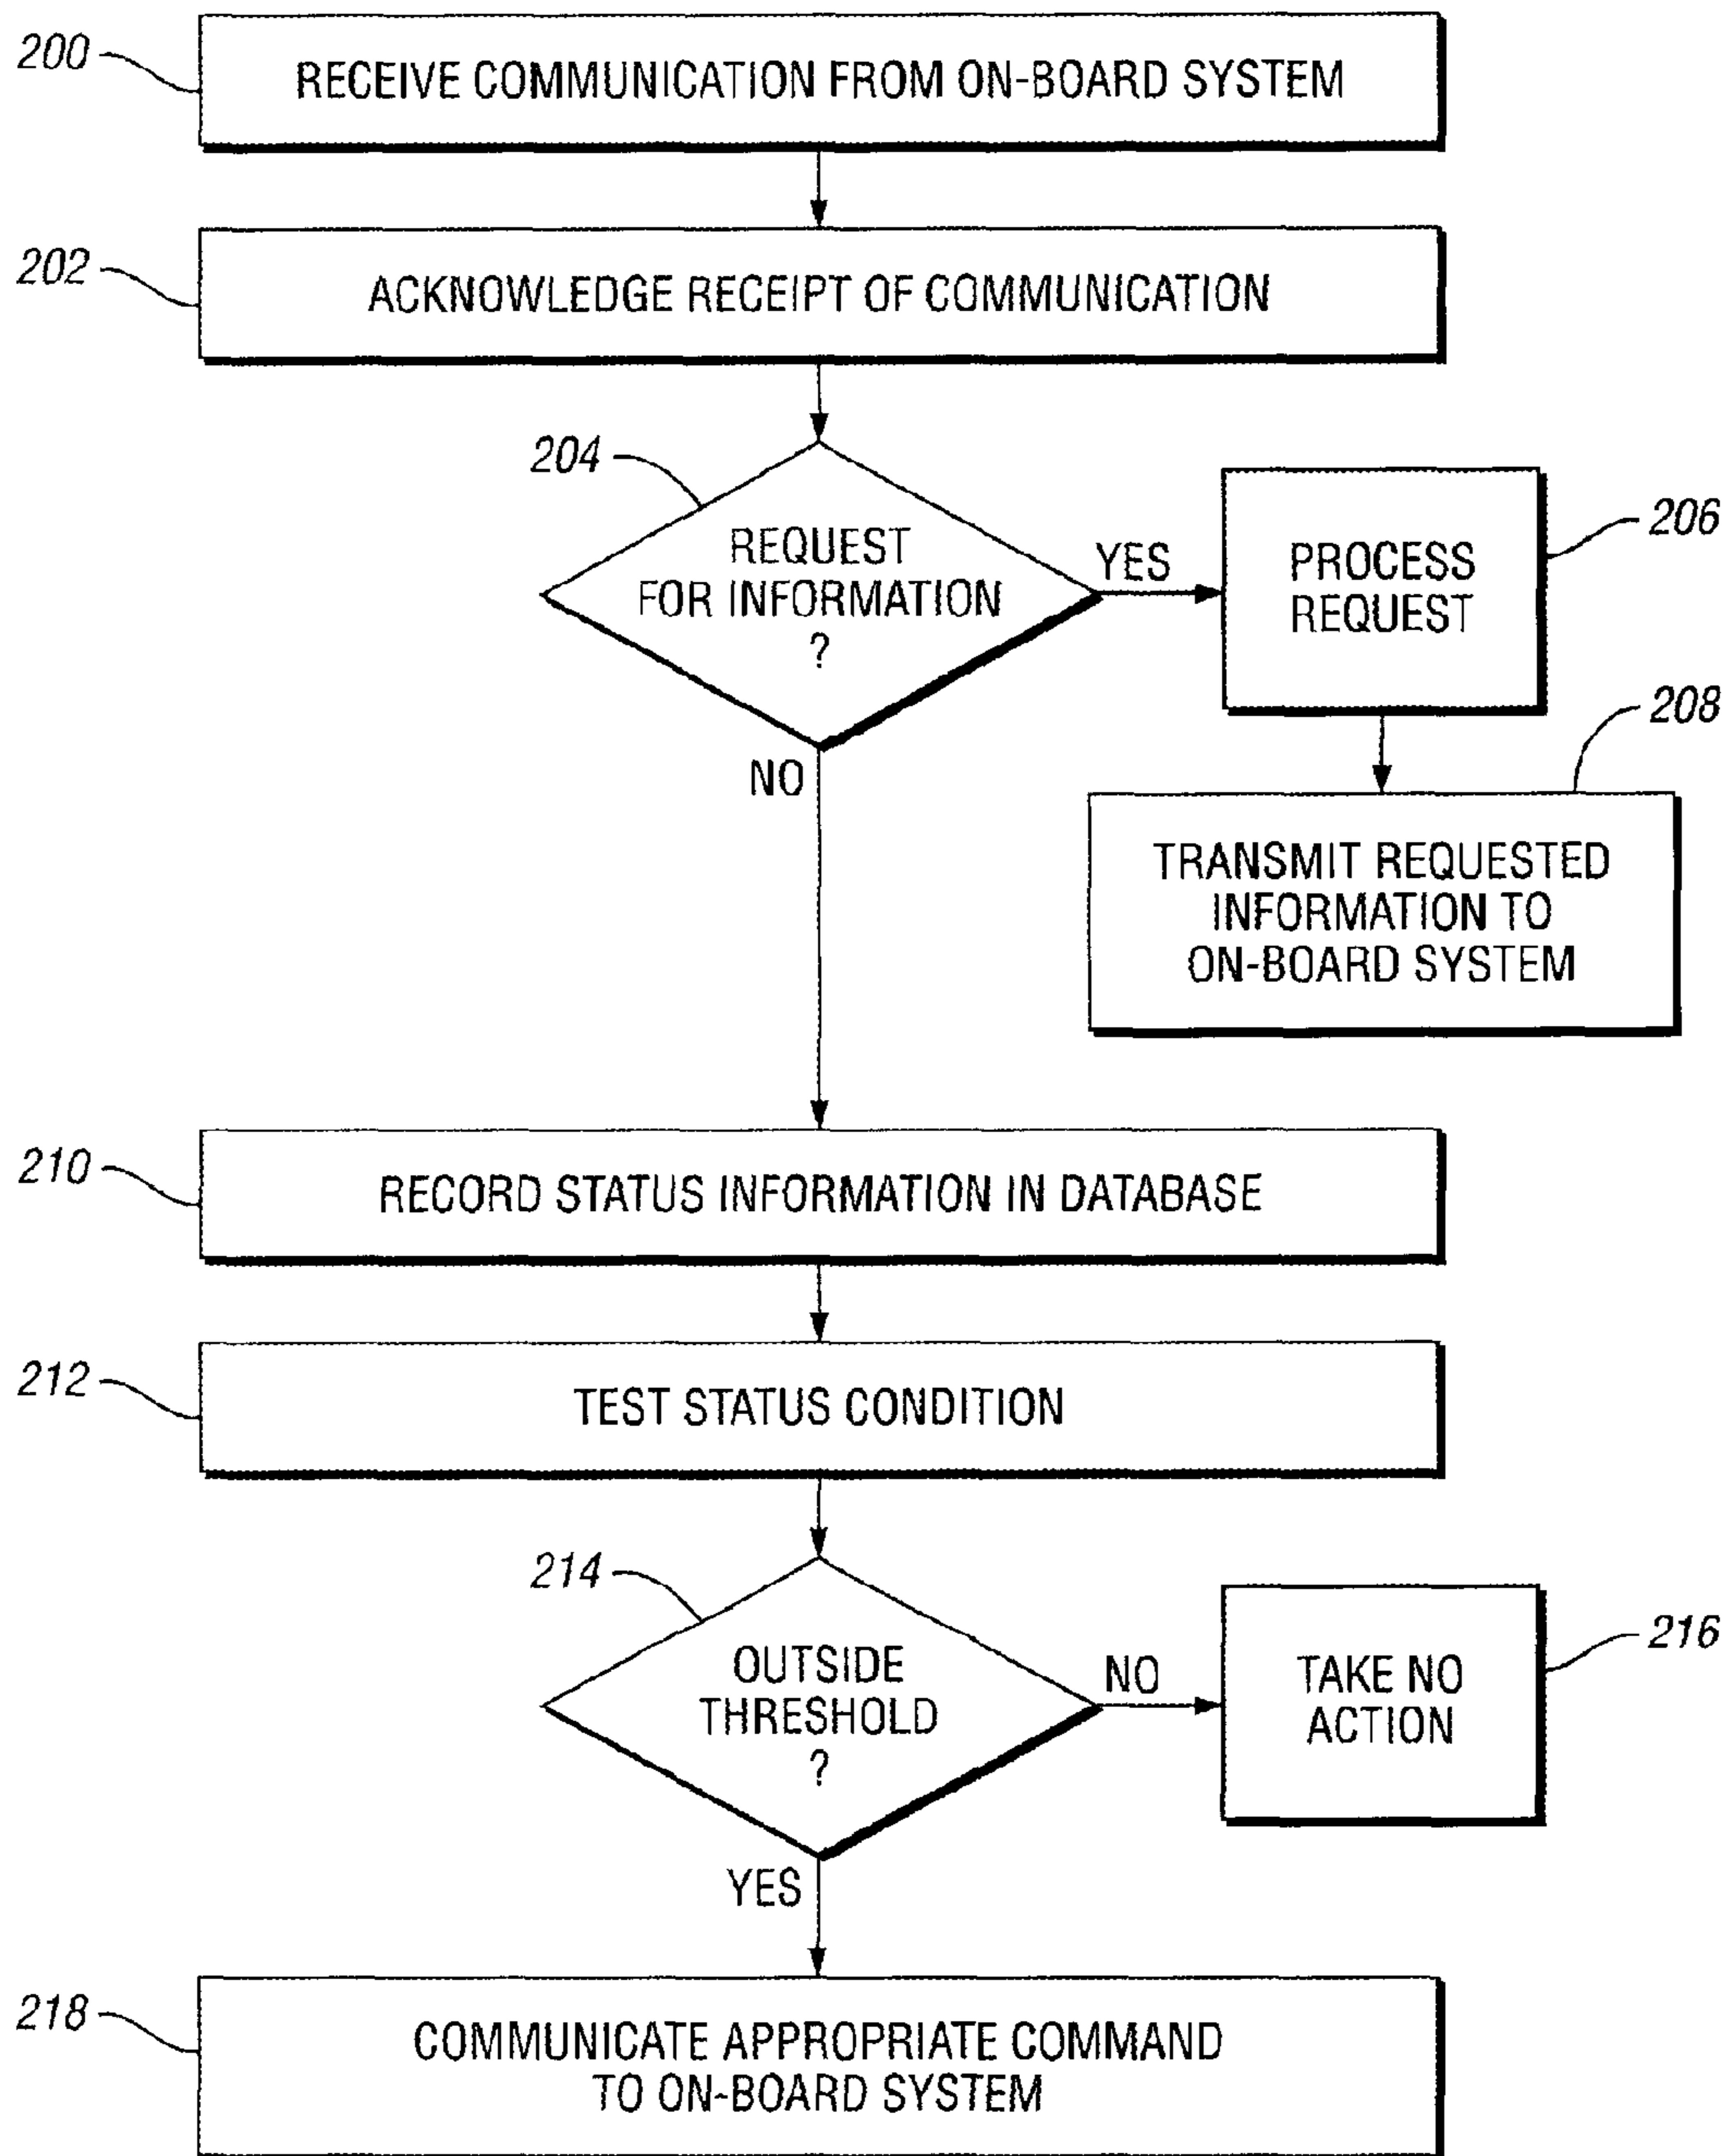 200
RECEIVE COMMUNICATION FROM ON-BOARD SYSTEM
202
ACKNOWLEDGE RECEIPT OF COMMUNICATION
204
REQUEST
FOR INFORMATION
?
YES
PROCESS
REQUEST
206
NO
208
TRANSMIT REQUESTED
INFORMATION TO
ON-BOARD SYSTEM
210
RECORD STATUS INFORMATION IN DATABASE
212
TEST STATUS CONDITION
214
OUTSIDE
THRESHOLD
?
NO
TAKE NO
ACTION
216
YES
218
COMMUNICATE APPROPRIATE COMMAND
TO ON-BOARD SYSTEM